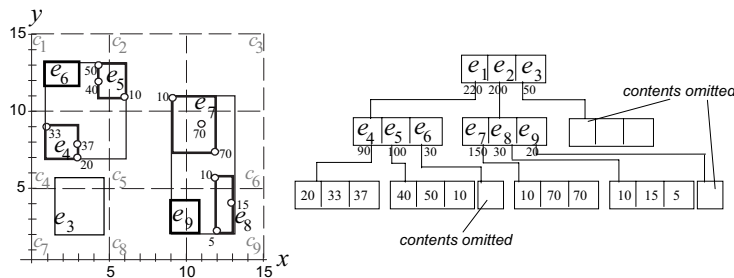 y
15
c1 c2 c3
e6 50 e5
40 10 10 e7
10
70
33 37
e4 20 70
c4 c5 c6
5
10
e3 15
e9 e8
5
c7 c8 c9
5 10 15 x
e1 e2 e3
220 200 50
contents omitted
e4 e5 e6 e7 e8 e9
90 100 30 150 30 20
20 33 37 40 50 10 10 70 70 10 15 5
contents omitted